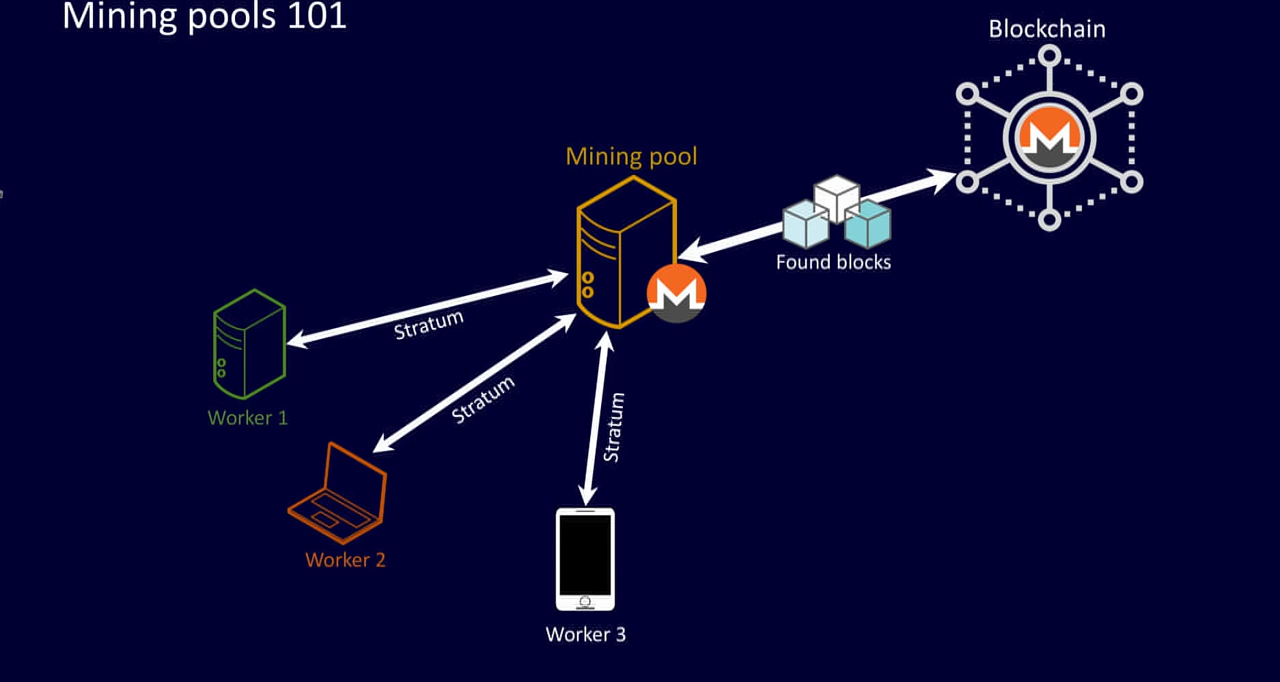 Mining pools 101
Blockchain
Mining pool
Found blocks
Stratum
Stratum
Stratum
Worker 1
Worker 2
Worker 3